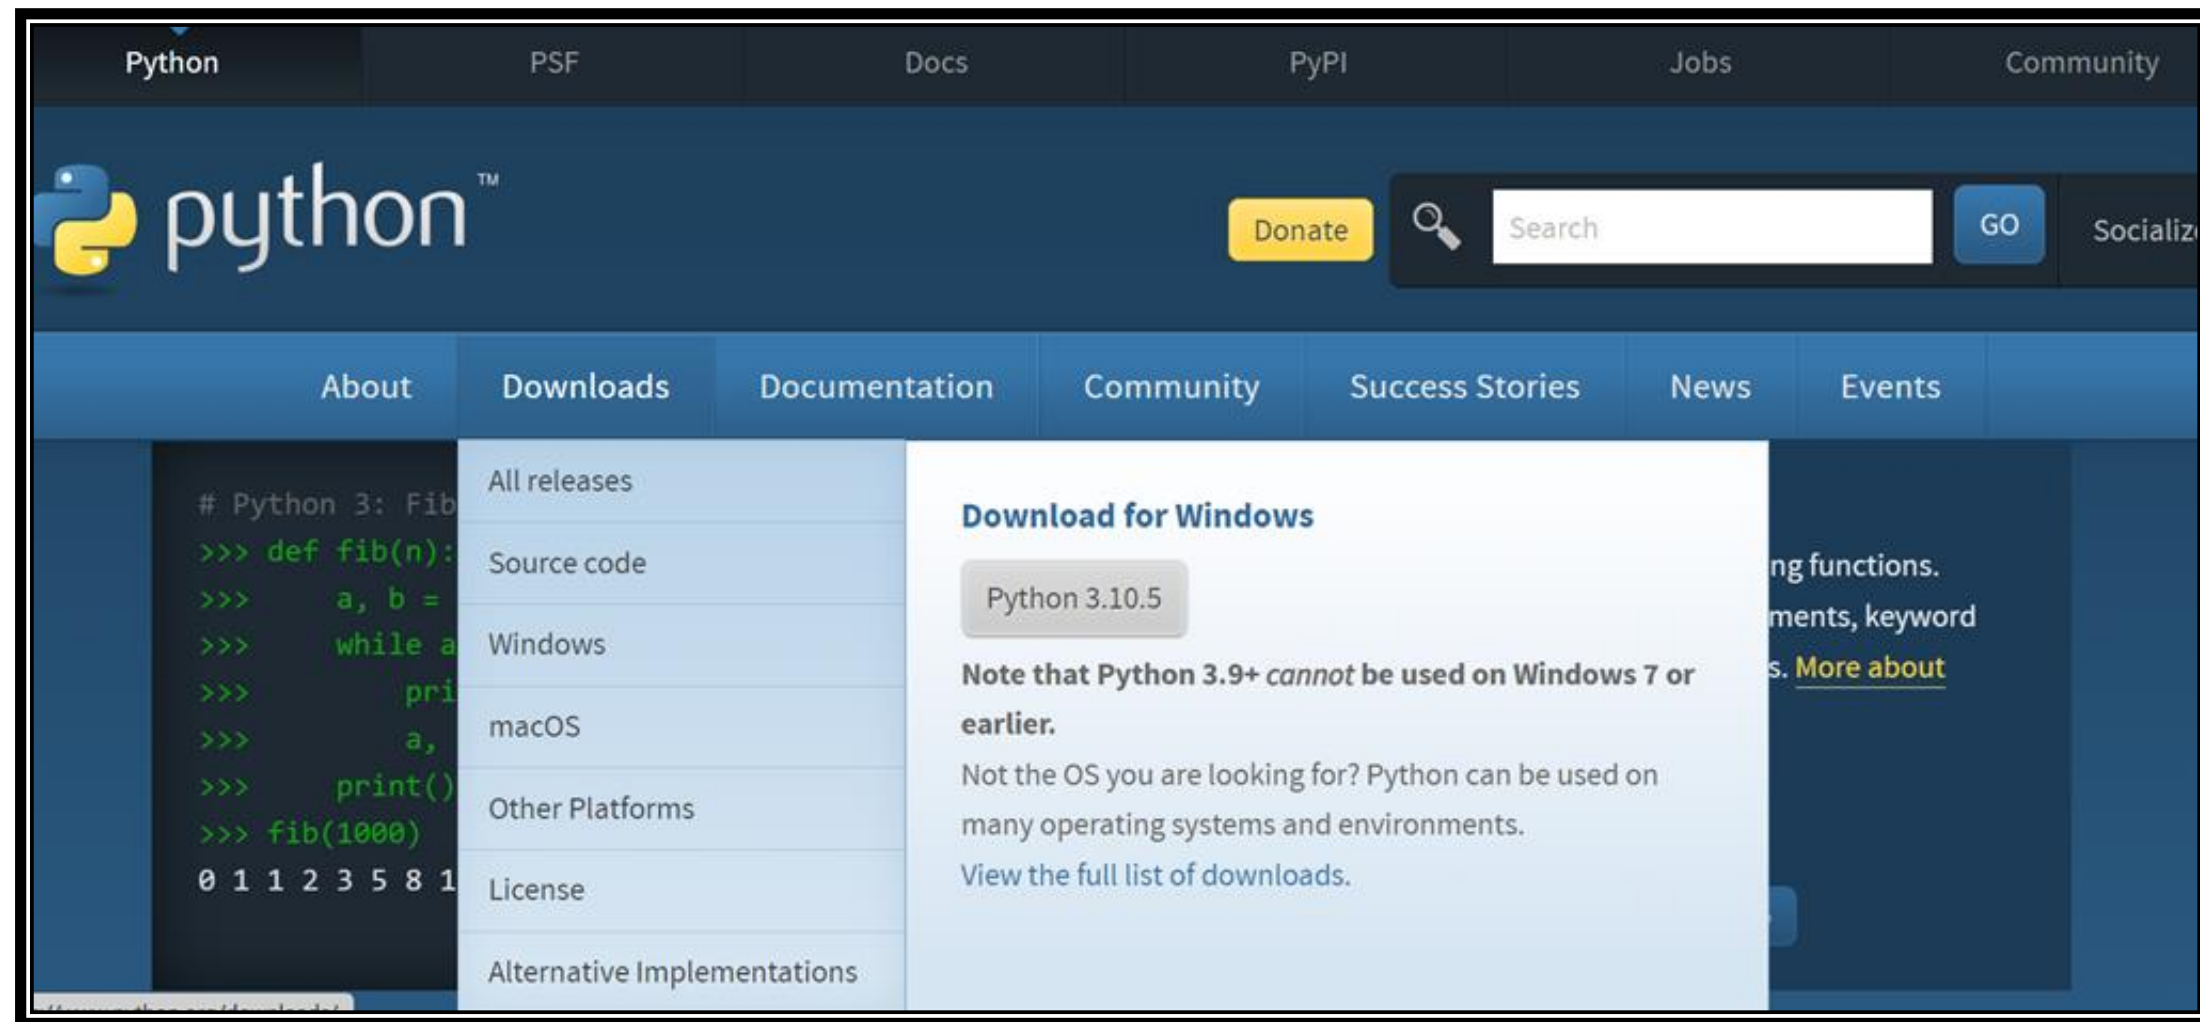 Python PSF Docs PyPI Jobs Community
python™
Donate Search GO Socialize
About Downloads Documentation Community Success Stories News Events
# Python 3: Fib
>>> def fib(n):
>>> a, b =
>>> while a
>>> pri
>>> a,
>>> print()
>>> fib(1000)
0 1 1 2 3 5 8 1
All releases
Source code
Windows
macOS
Other Platforms
License
Alternative Implementations
Download for Windows
Python 3.10.5
Note that Python 3.9+ cannot be used on Windows 7 or
earlier.
Not the OS you are looking for? Python can be used on
many operating systems and environments.
View the full list of downloads.
ng functions.
ments, keyword
s. More about